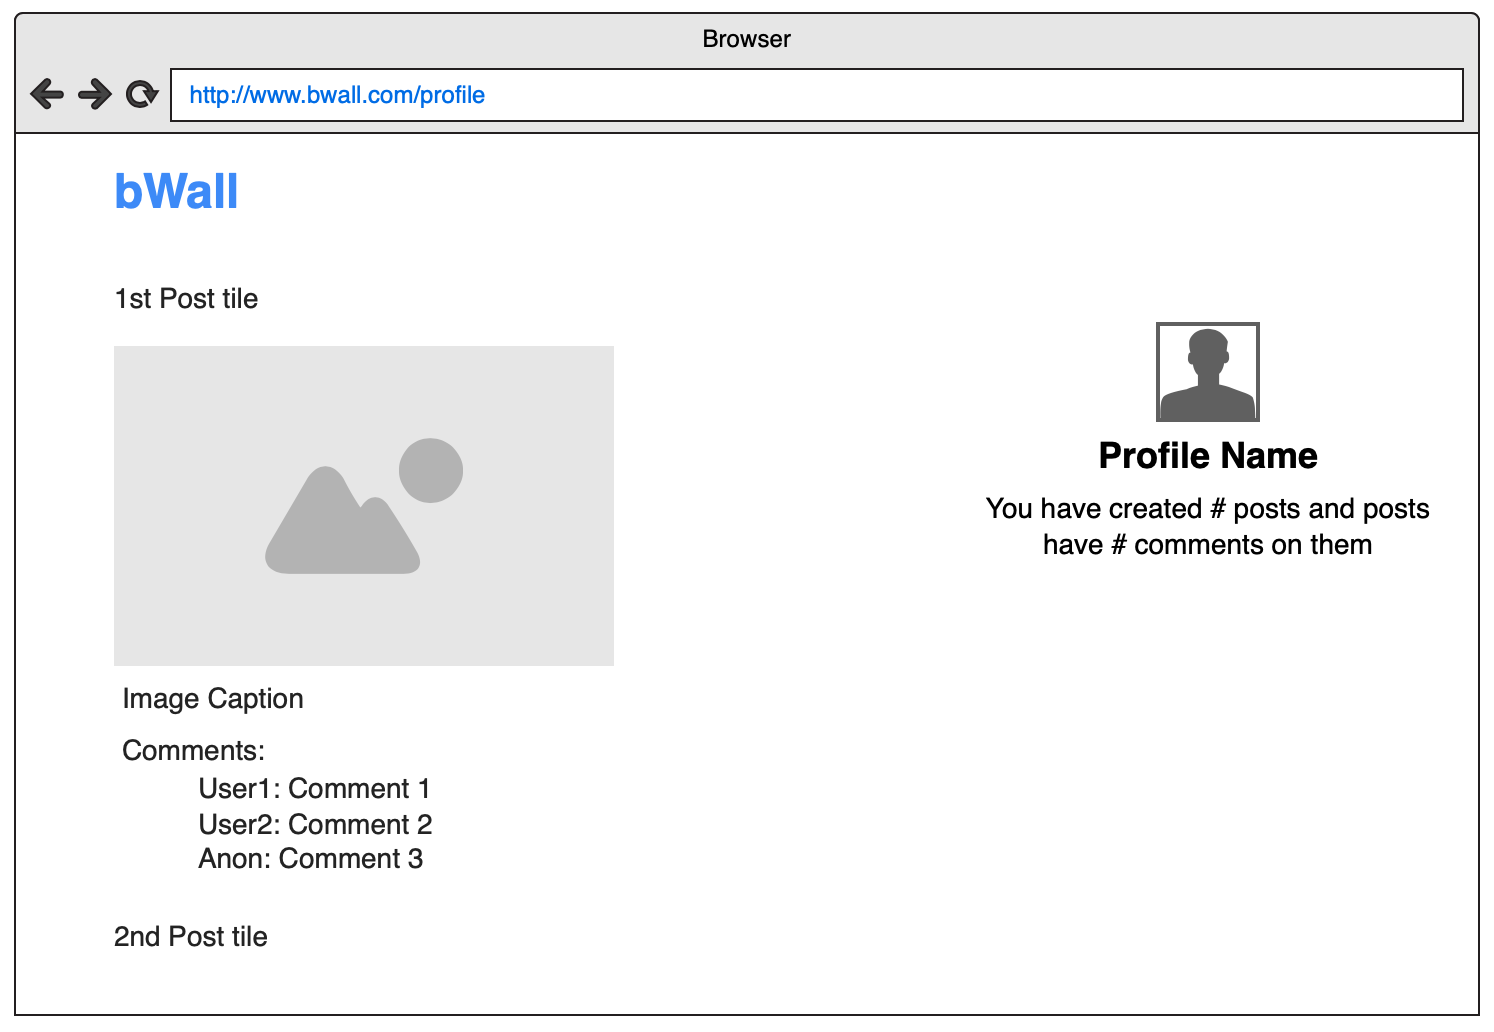 Browser
http://www.bwall.com/profile
bWall
1st Post tile
Image Caption
Comments:
User1: Comment 1
User2: Comment 2
Anon: Comment 3
2nd Post tile
Profile Name
You have created # posts and posts
have # comments on them